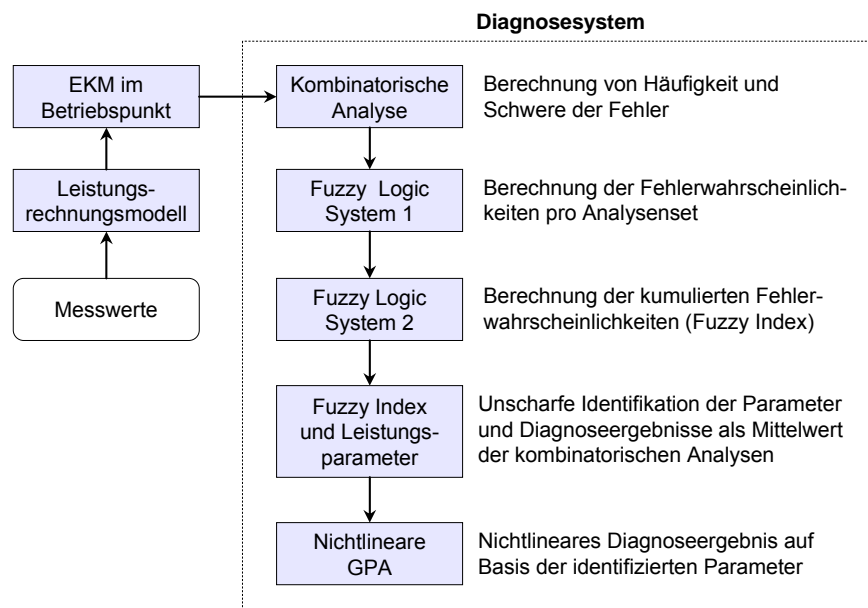 Diagnosesystem
EKM im
Betriebspunkt
Leistungs-
rechnungsmodell
Messwerte
Kombinatorische
Analyse
Berechnung von Häufigkeit und
Schwere der Fehler
Fuzzy Logic
System 1
Berechnung der Fehlerwahrscheinlich-
keiten pro Analysenset
Fuzzy Logic
System 2
Berechnung der kumulierten Fehler-
wahrscheinlichkeiten (Fuzzy Index)
Fuzzy Index
und Leistungs-
parameter
Unscharfe Identifikation der Parameter
und Diagnoseergebnisse als Mittelwert
der kombinatorischen Analysen
Nichtlineare
GPA
Nichtlineares Diagnoseergebnis auf
Basis der identifizierten Parameter